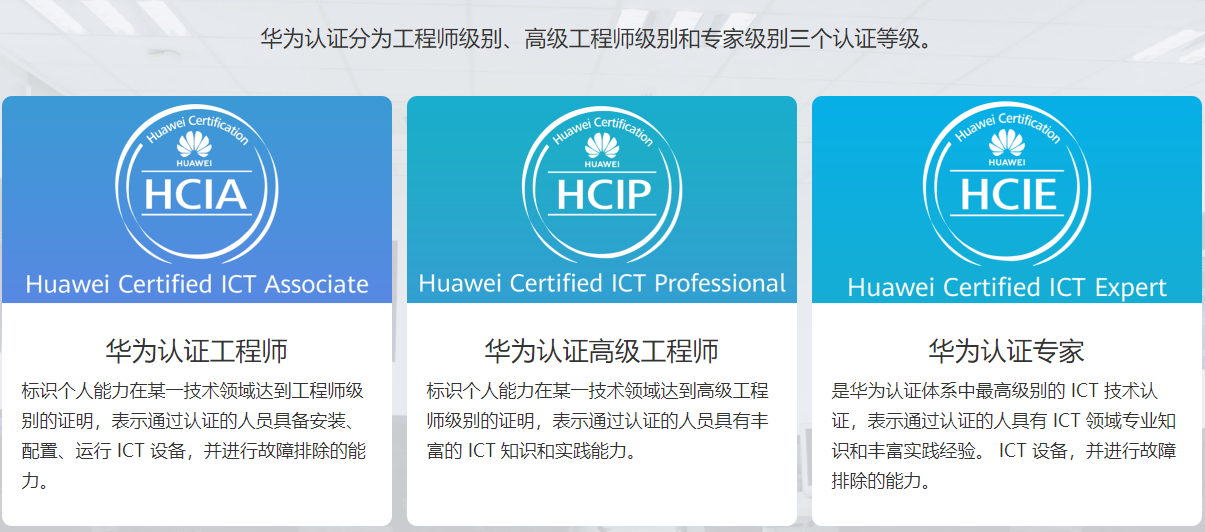 华为认证分为工程师级别、高级工程师级别和专家级别三个认证等级。
Huawei Certification
HUAWEI
HCIA
Huawei Certified ICT Associate
华为认证工程师
标识个人能力在某一技术领域达到工程师级
别的证明，表示通过认证的人员具备安装、
配置、运行 ICT 设备，并进行故障排除的能
力。
Huawei Certification
HUAWEI
HCIP
Huawei Certified ICT Professional
华为认证高级工程师
标识个人能力在某一技术领域达到高级工程
师级别的证明，表示通过认证的人员具有丰
富的 ICT 知识和实践能力。
Huawei Certification
HUAWEI
HCIE
Huawei Certified ICT Expert
华为认证专家
是华为认证体系中最高级别的 ICT 技术认
证，表示通过认证的人具有 ICT 领域专业知
识和丰富实践经验。 ICT 设备，并进行故障
排除的能力。